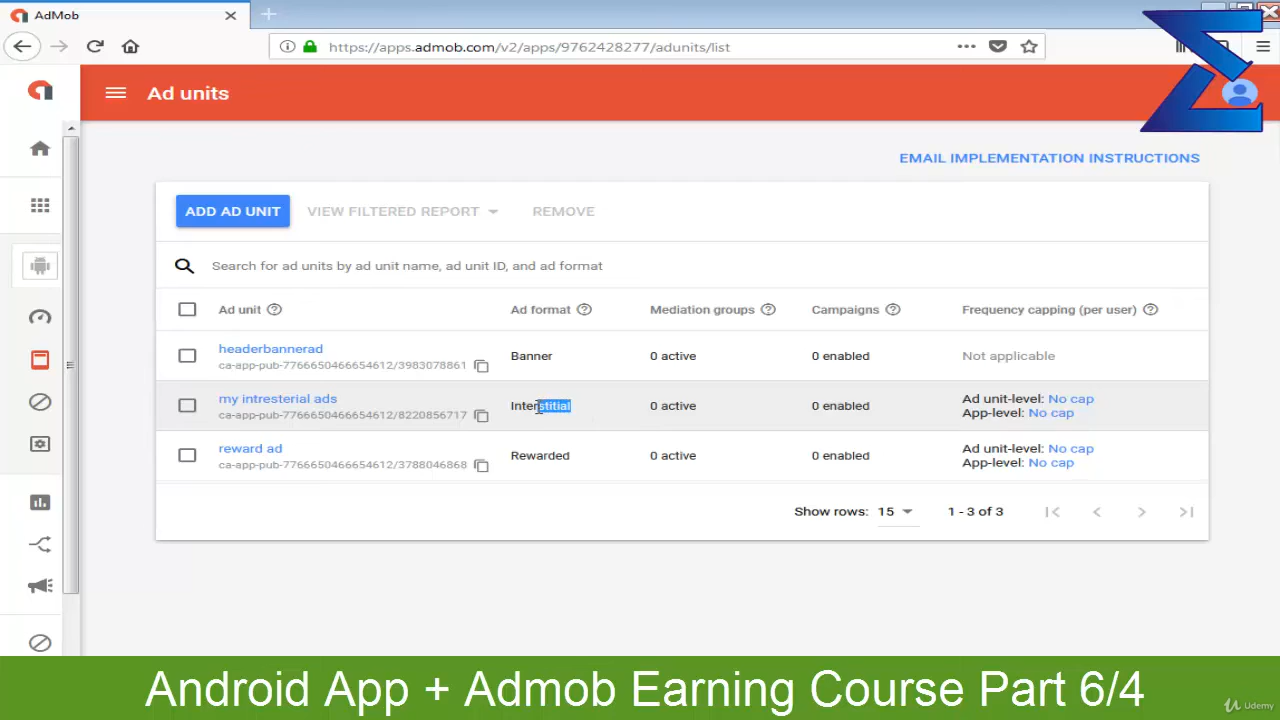 AdMob
https://apps.admob.com/v2/apps/9762428277/adunits/list
Ad units
EMAIL IMPLEMENTATION INSTRUCTIONS
ADD AD UNIT VIEW FILTERED REPORT REMOVE
Search for ad units by ad unit name, ad unit ID, and ad format
Ad unit Ad format Mediation groups Campaigns Frequency capping (per user)
headerbannerad
ca-app-pub-7766650466654612/3983078861 Banner 0 active 0 enabled Not applicable
my intresterial ads Ad unit-level: No cap
ca-app-pub-7766650466654612/8220856717 Interstitial 0 active 0 enabled App-level: No cap
reward ad Ad unit-level: No cap
ca-app-pub-7766650466654612/3788046868 Rewarded 0 active 0 enabled App-level: No cap
Show rows: 15 1 - 3 of 3
Android App + Admob Earning Course Part 6/4
Udemy